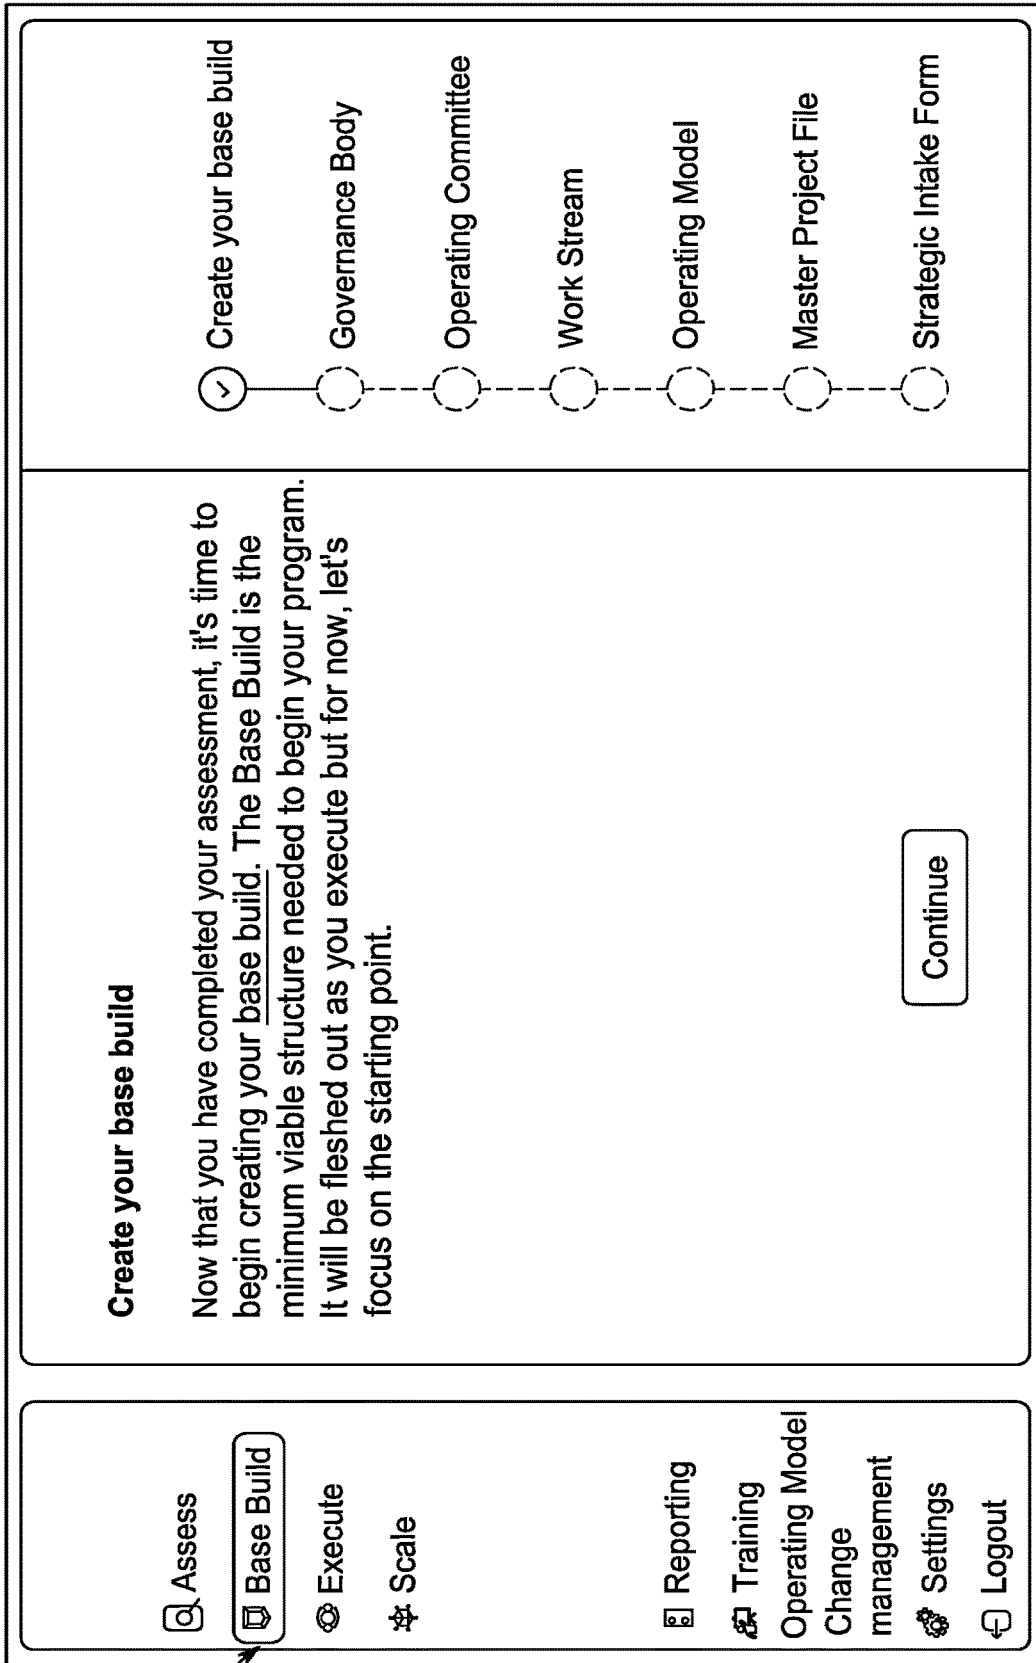 Assess
Base Build
Execute
Scale
Reporting
Training
Operating Model
Change
management
Settings
Logout
Create your base build
Now that you have completed your assessment, it's time to
begin creating your base build. The Base Build is the
minimum viable structure needed to begin your program.
It will be fleshed out as you execute but for now, let's
focus on the starting point.
Continue
Create your base build
Governance Body
Operating Committee
Work Stream
Operating Model
Master Project File
Strategic Intake Form